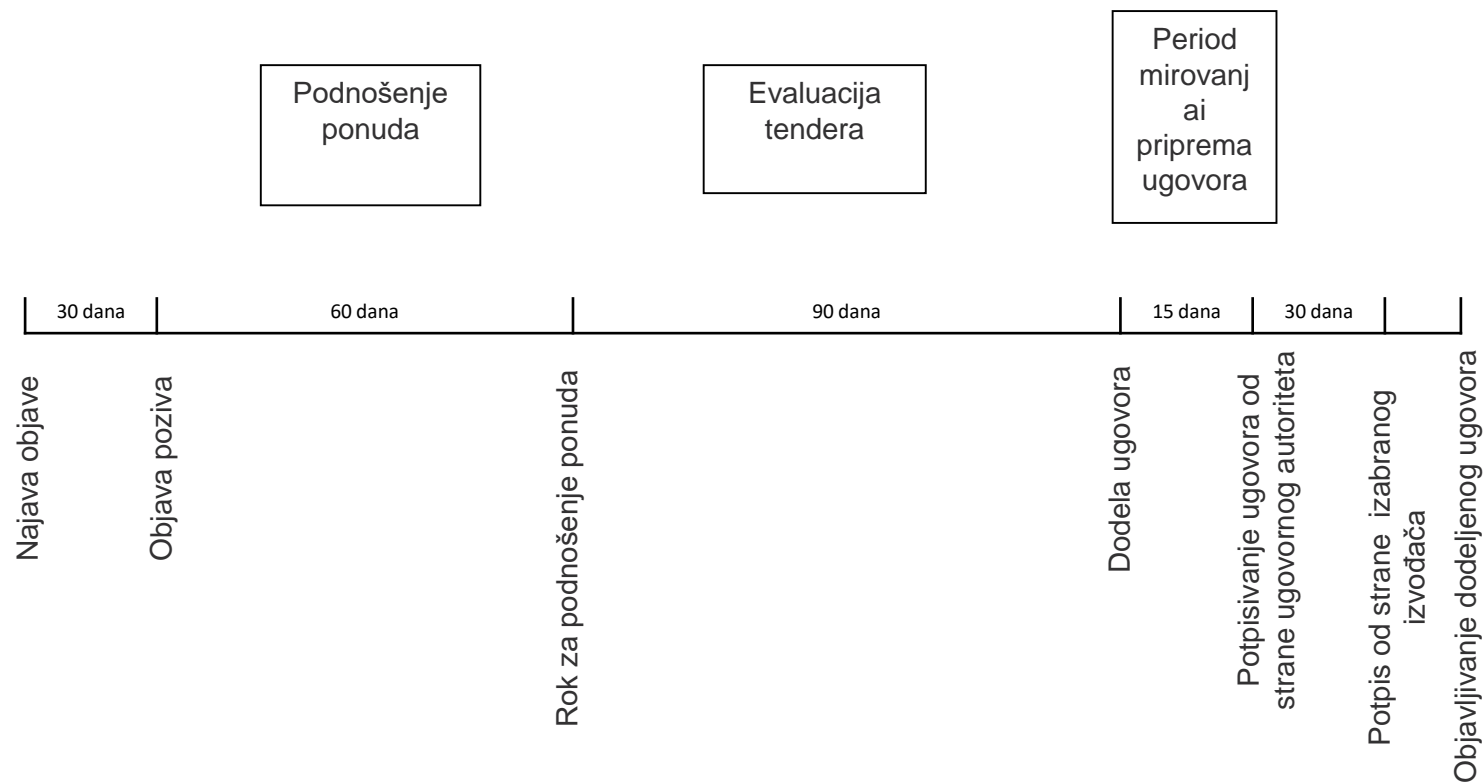 Podnošenje
ponuda
Evaluacija
tendera
Period
mirovanj
ai
priprema
ugovora
30 dana
60 dana
90 dana
15 dana
30 dana
Najava objave
Objava poziva
Rok za podnošenje ponuda
Dodela ugovora
Potpisivanje ugovora od
strane ugovornog autoriteta
Potpis od strane izabranog
izvođača
Objavljivanje dodeljenog ugovora